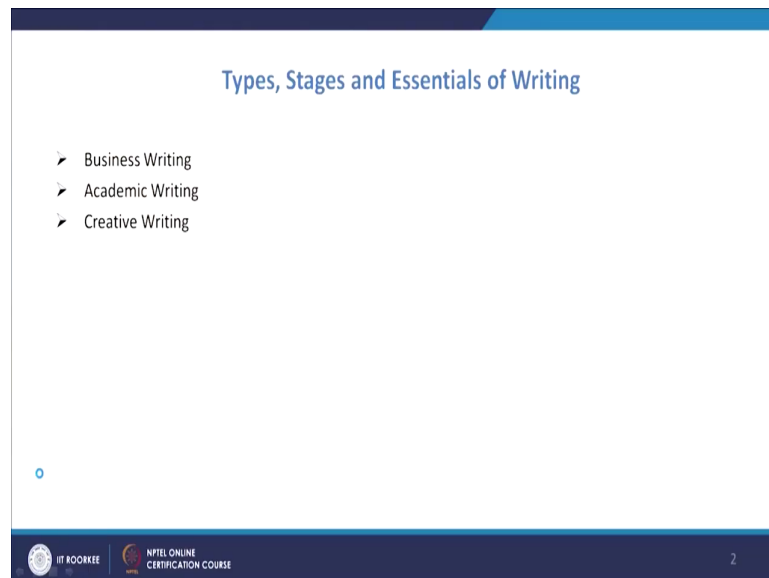 Types, Stages and Essentials of Writing
Business Writing
Academic Writing
Creative Writing
IIT ROORKEE
NPTEL ONLINE
CERTIFICATION COURSE
2